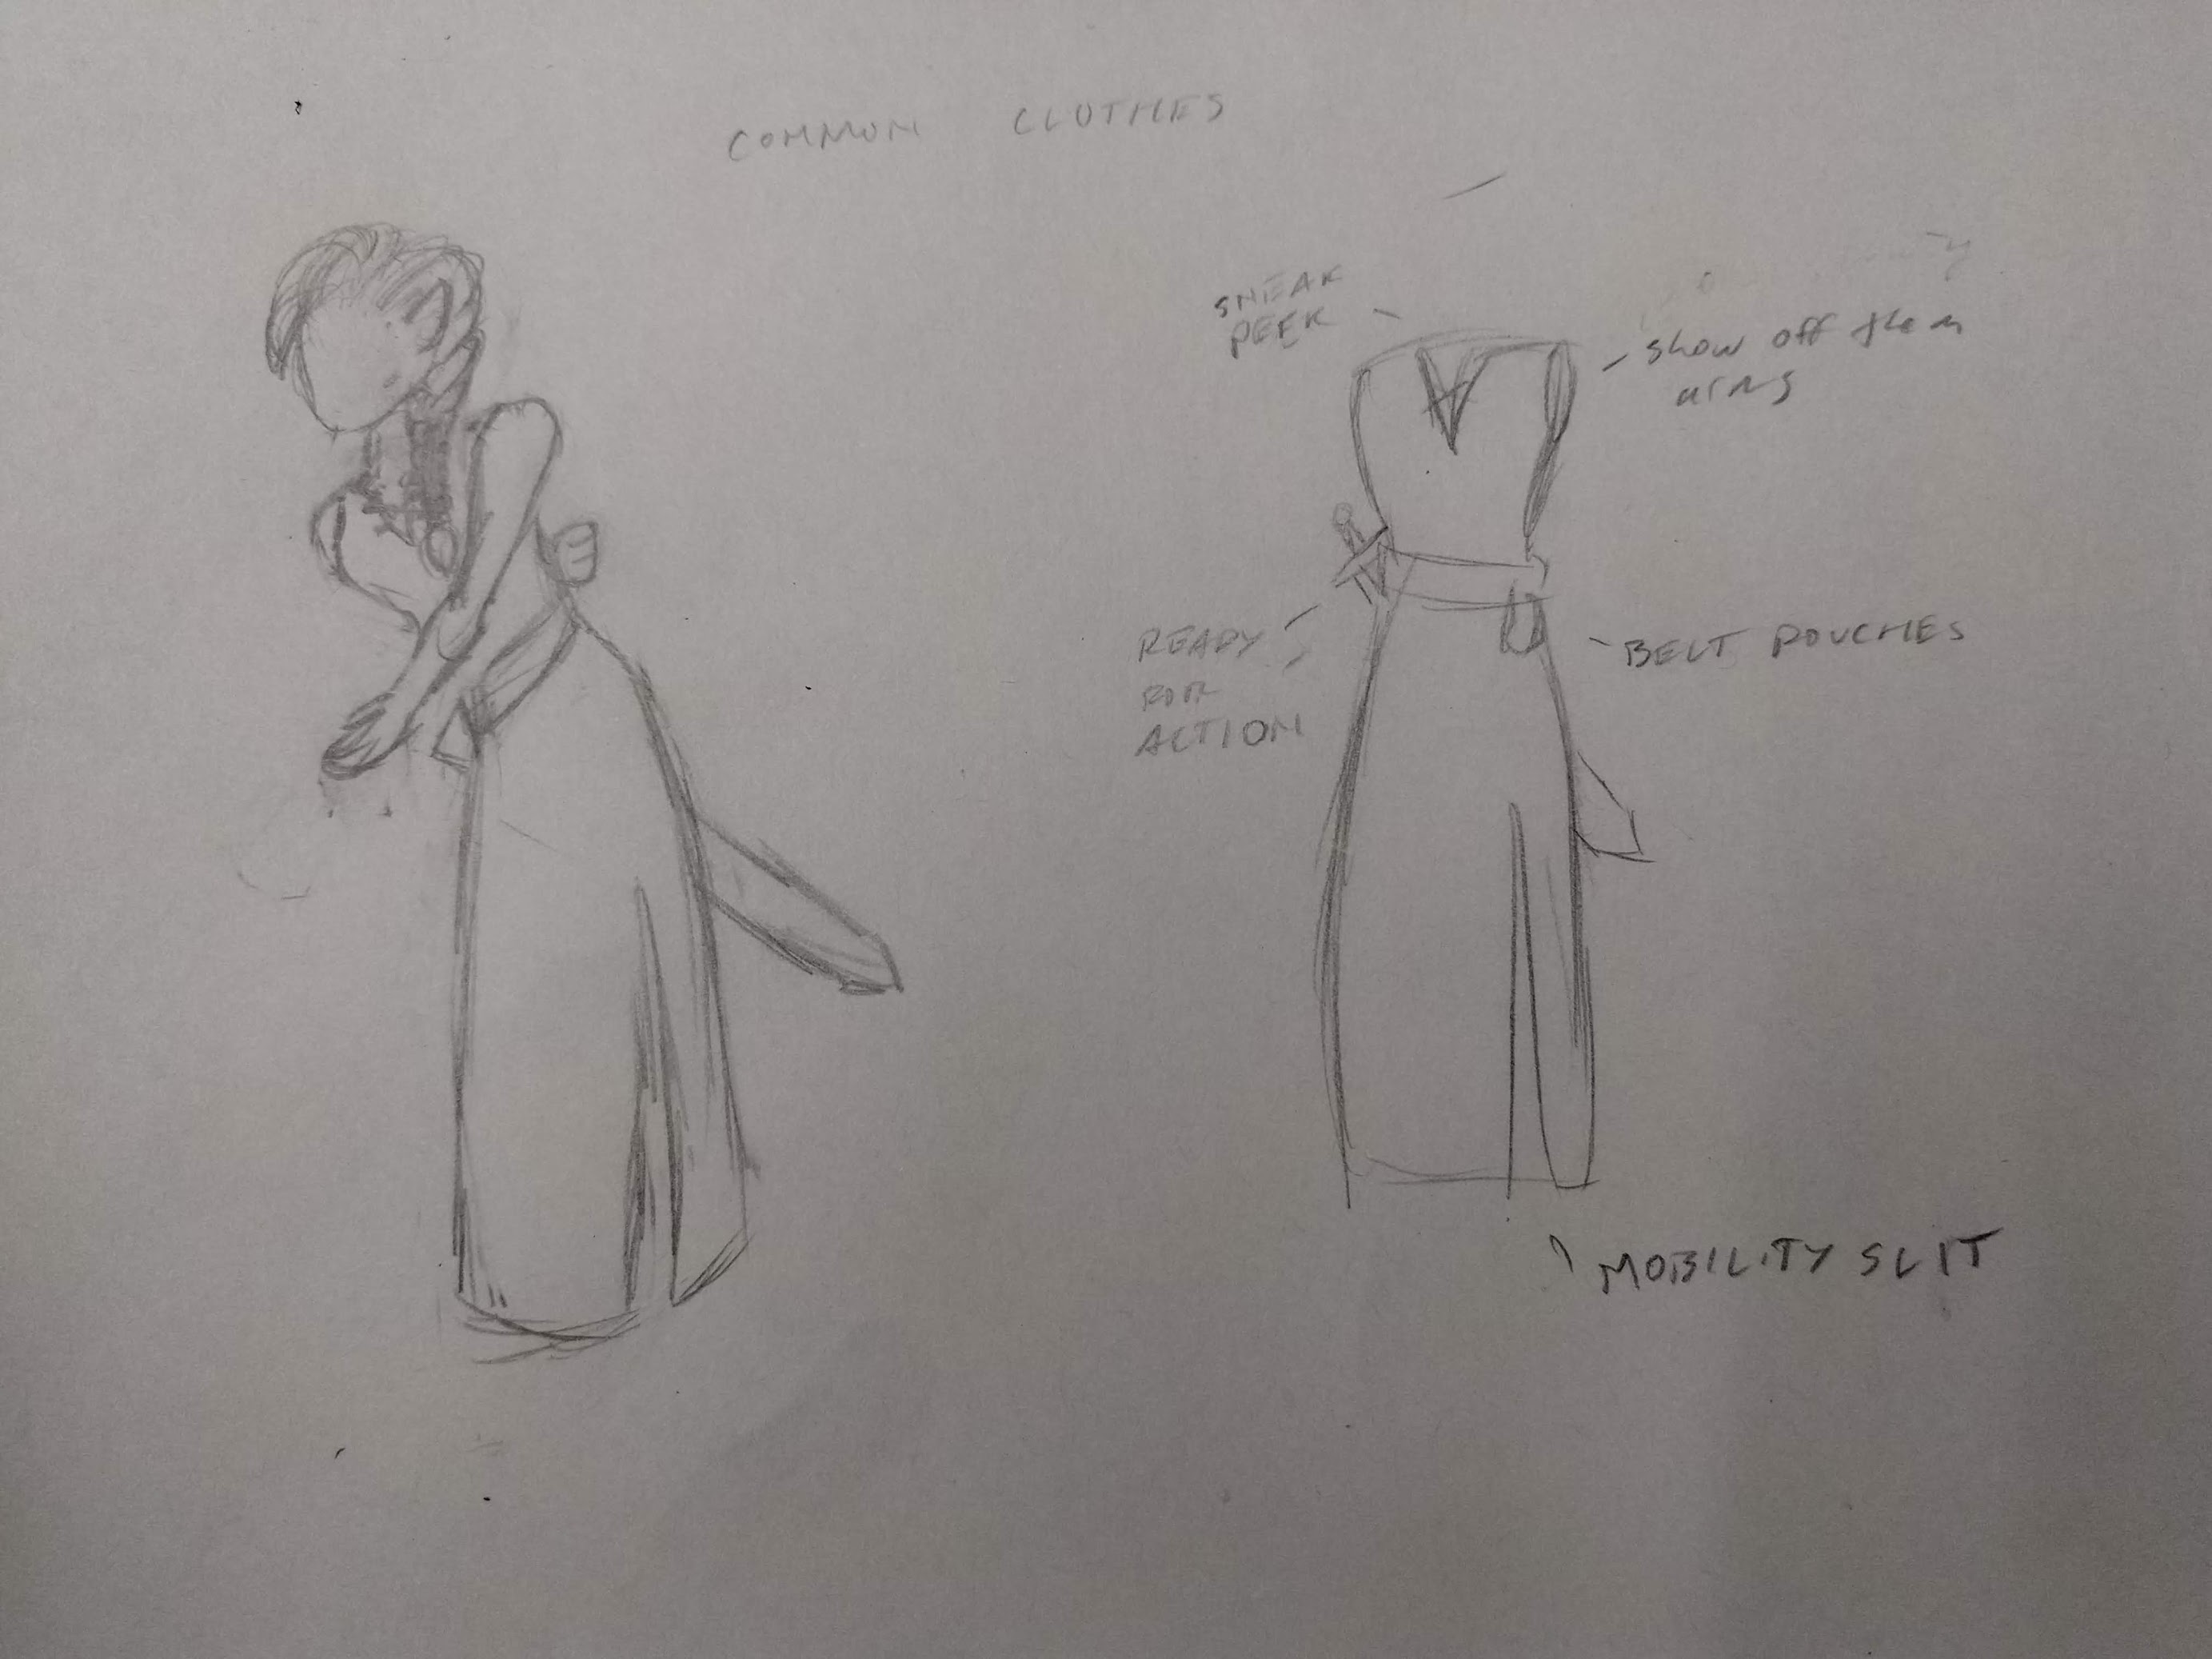 COMMON CLOTHES
SNEAK
PEEK
show off them
arms
READY
FOR
ACTION
BELT POUCHES
MOBILITY SLIT